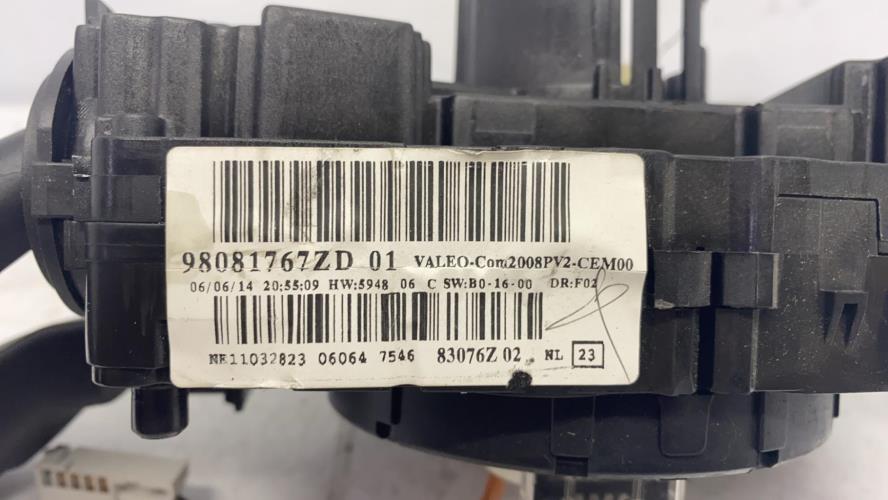 98081767ZD 01 VALEO-Com2008PV2-CEM00
06/06/14 20:55:09 HW:5948 06 C SW:B0-16-00 DR:F02
NE11032823 06064 7546 83076Z 02 NL 23